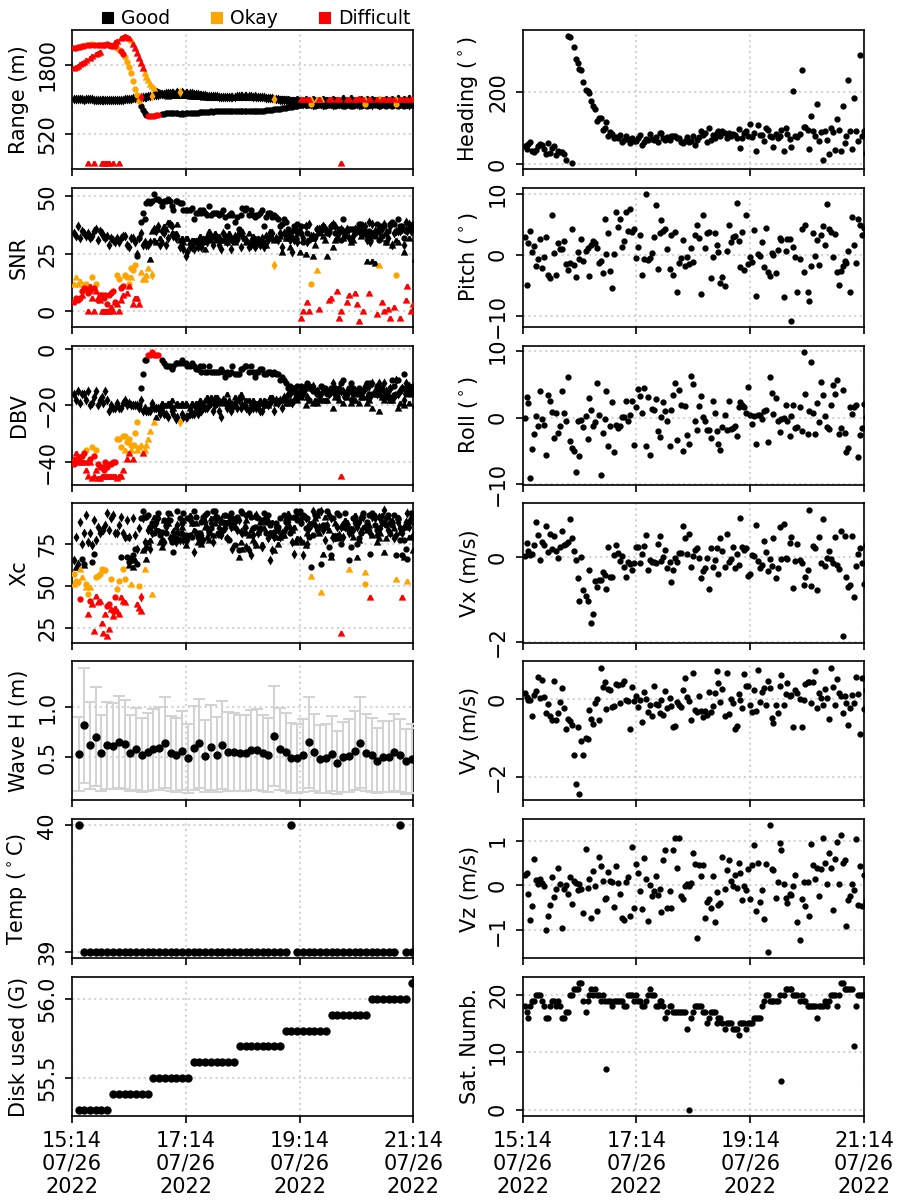 Good Okay Difficult
Range (m)
1800
520
Heading (°)
200
0
SNR
50
25
0
Pitch (°)
10
0
−10
DBV
0
−20
−40
Roll (°)
10
0
−10
Xc
75
50
25
Vx (m/s)
0
−2
Wave H (m)
1.0
0.5
Vy (m/s)
0
−2
Temp (°C)
40
39
Vz (m/s)
1
0
−1
Disk used (G)
56.0
55.5
Sat. Numb.
20
10
0
15:14 17:14 19:14 21:14 15:14 17:14 19:14 21:14
07/26 07/26 07/26 07/26 07/26 07/26 07/26 07/26
2022 2022 2022 2022 2022 2022 2022 2022